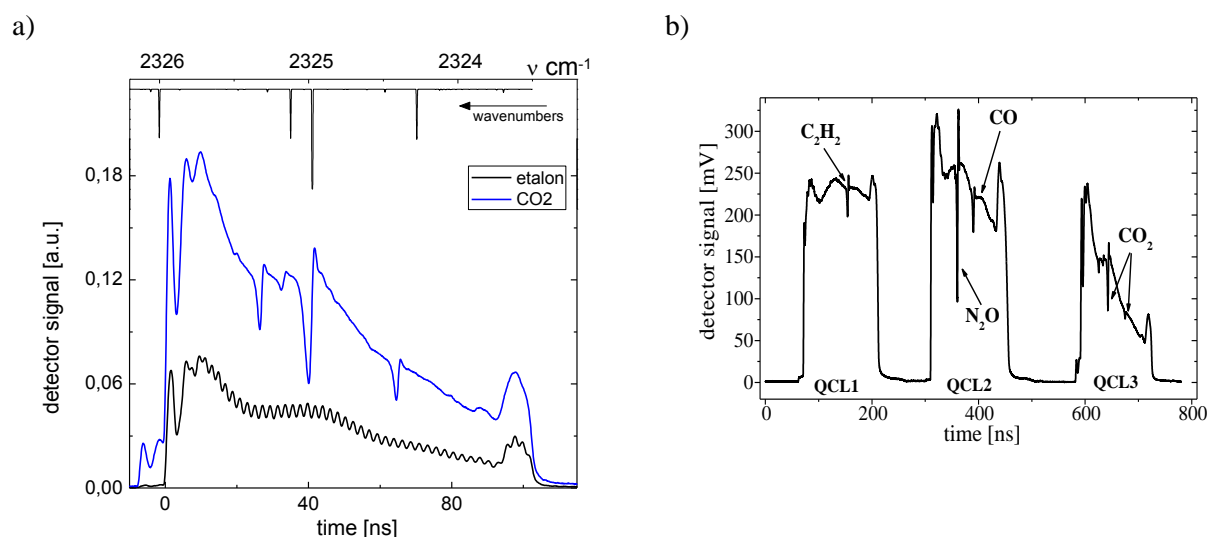 a)
2326 2325 2324 ν cm⁻¹
wavenumbers
etalon
CO2
0,18
0,12
0,06
0,00
detector signal [a.u.]
0 40 80
time [ns]
b)
300
250
200
150
100
50
0
detector signal [mV]
C₂H₂
CO
N₂O
CO₂
QCL1 QCL2 QCL3
0 200 400 600 800
time [ns]